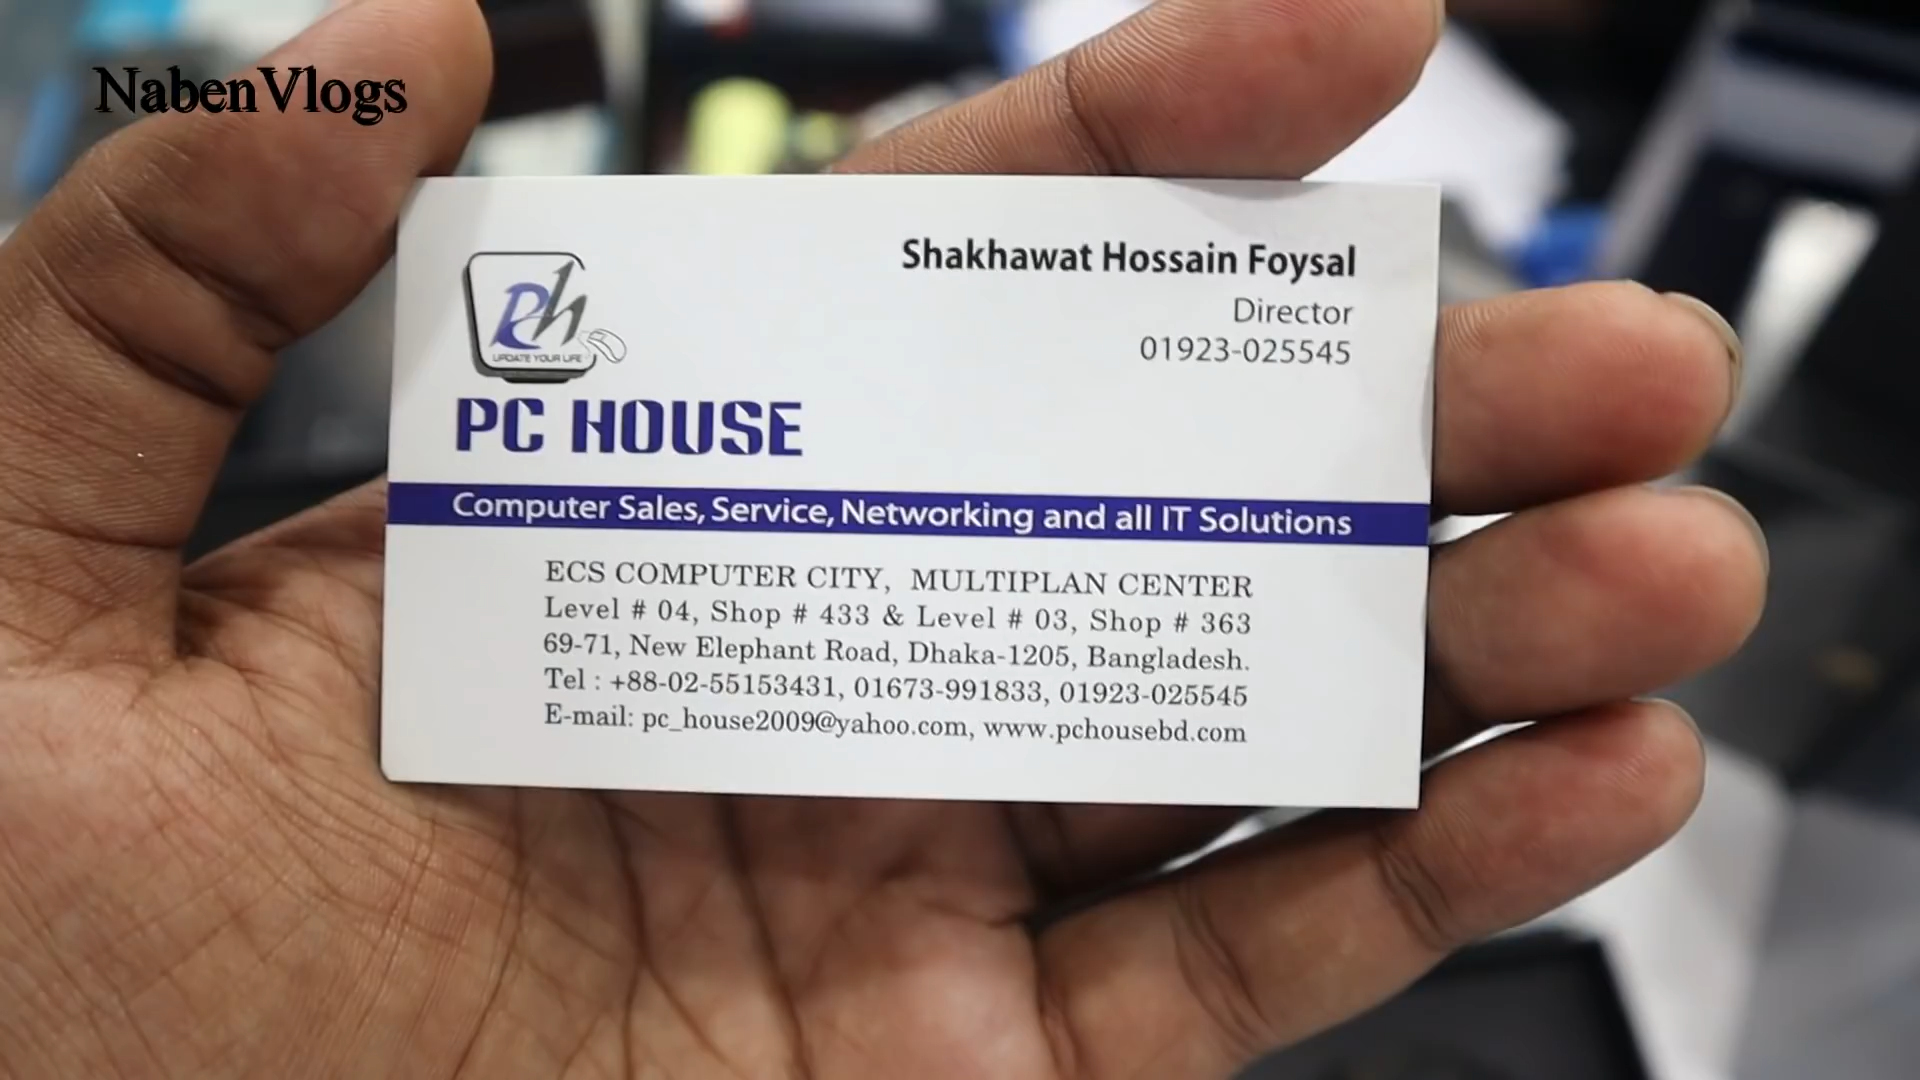 NabenVlogs
Shakhawat Hossain Foysal
Director
01923-025545
Pch
UPDATE YOUR LIFE
PC HOUSE
Computer Sales, Service, Networking and all IT Solutions
ECS COMPUTER CITY, MULTIPLAN CENTER
Level # 04, Shop # 433 & Level # 03, Shop # 363
69-71, New Elephant Road, Dhaka-1205, Bangladesh.
Tel : +88-02-55153431, 01673-991833, 01923-025545
E-mail: pc_house2009@yahoo.com, www.pchousebd.com